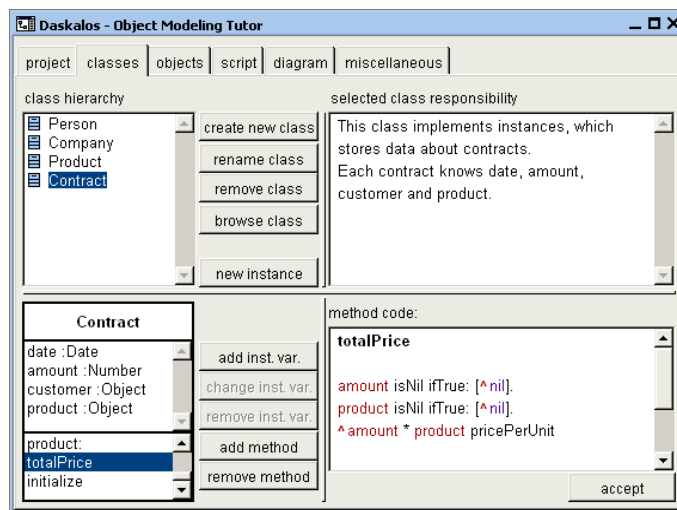 Daskalos - Object Modeling Tutor
project classes objects script diagram miscellaneous
class hierarchy
Person
Company
Product
Contract
create new class
rename class
remove class
browse class
new instance
selected class responsibility
This class implements instances, which
stores data about contracts.
Each contract knows date, amount,
customer and product.
Contract
date :Date
amount :Number
customer :Object
product :Object
product:
totalPrice
initialize
add inst. var.
change inst. var.
remove inst. var.
add method
remove method
method code:
totalPrice
amount isNil ifTrue: [^nil].
product isNil ifTrue: [^nil].
^amount * product pricePerUnit
accept